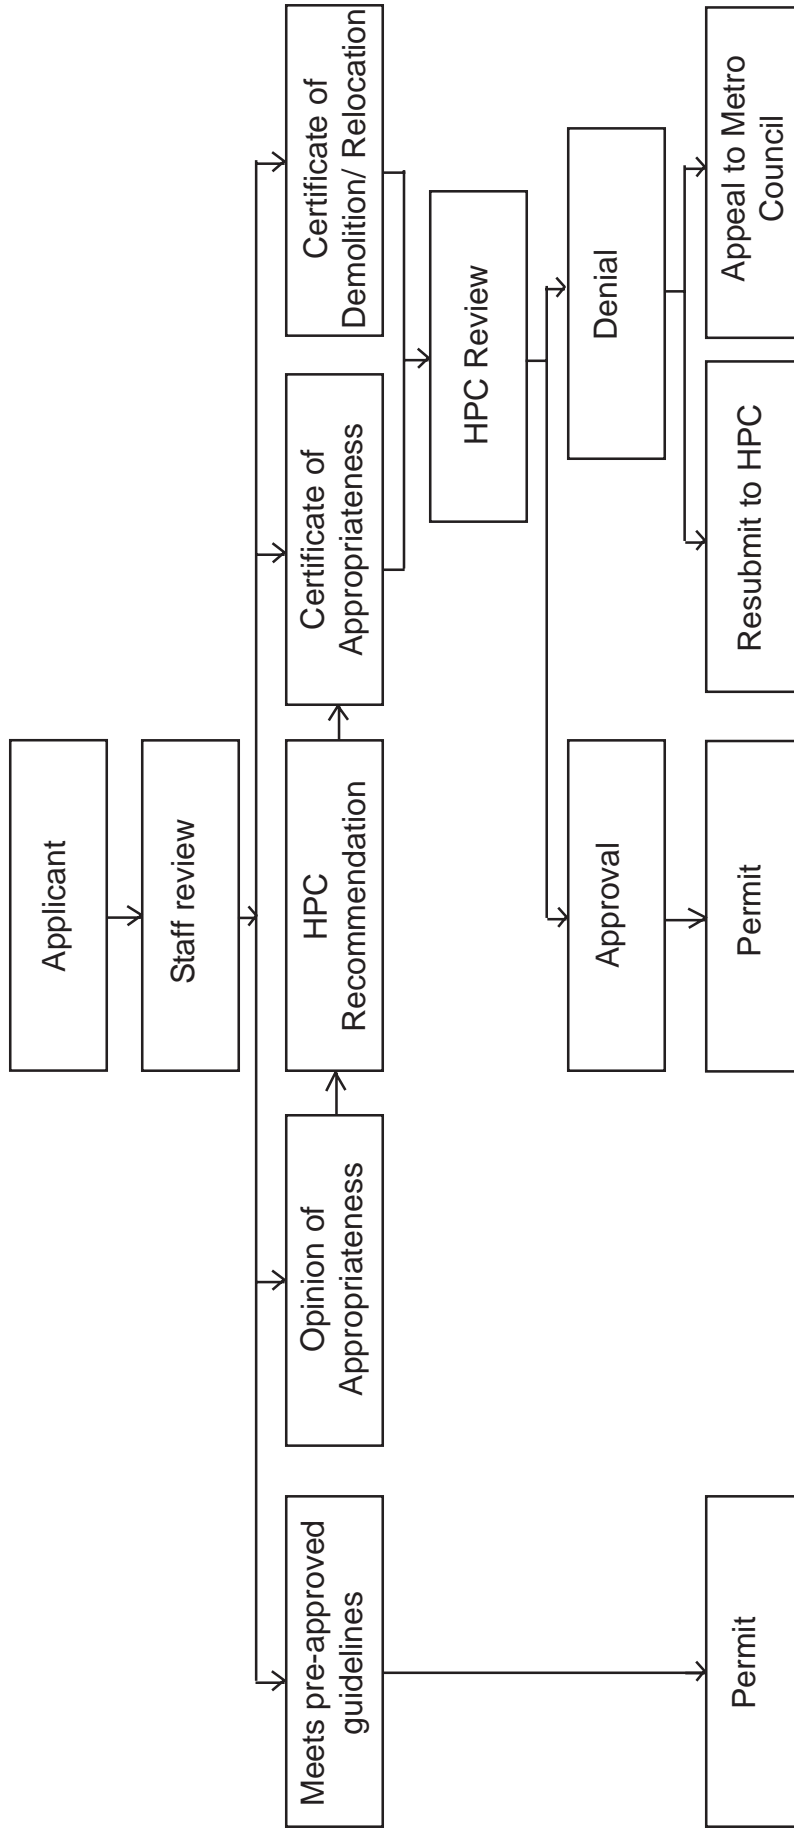 Applicant
Staff review
Meets pre-approved
guidelines
Opinion of
Appropriateness
HPC
Recommendation
Certificate of
Appropriateness
Certificate of
Demolition/ Relocation
HPC Review
Approval
Denial
Permit
Permit
Resubmit to HPC
Appeal to Metro
Council